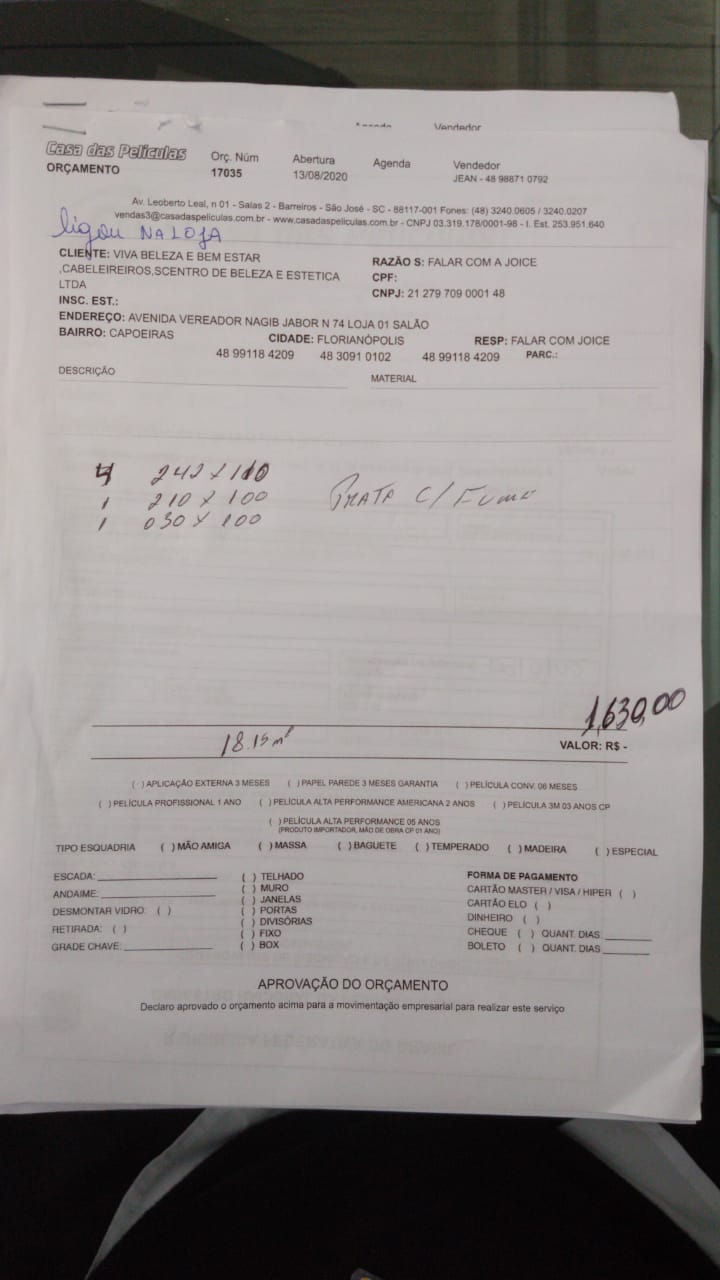 Agenda Vendedor
Casa das Películas
ORÇAMENTO
Orç. Núm
17035
Abertura
13/08/2020
Agenda
Vendedor
JEAN - 48 98871 0792
Av. Leoberto Leal, n 01 - Salas 2 - Barreiros - São José - SC - 88117-001 Fones: (48) 3240.0605 / 3240.0207
vendas3@casadaspeliculas.com.br - www.casadaspeliculas.com.br - CNPJ 03.319.178/0001-98 - I. Est. 253.951.640
ligou NA LOJA
CLIENTE: VIVA BELEZA E BEM ESTAR
,CABELEIREIROS,SCENTRO DE BELEZA E ESTETICA
LTDA
RAZÃO S: FALAR COM A JOICE
CPF:
CNPJ: 21 279 709 0001 48
INSC. EST.:
ENDEREÇO: AVENIDA VEREADOR NAGIB JABOR N 74 LOJA 01 SALÃO
BAIRRO: CAPOEIRAS CIDADE: FLORIANÓPOLIS RESP: FALAR COM JOICE
48 99118 4209 48 3091 0102 48 99118 4209 PARC.:
DESCRIÇÃO MATERIAL
4 242 X 110
1 210 X 100 PRATA C/ FUME
1 030 X 100
1,630,00
18.15 m²
VALOR: R$ -
( ) APLICAÇÃO EXTERNA 3 MESES ( ) PAPEL PAREDE 3 MESES GARANTIA ( ) PELÍCULA CONV. 06 MESES
( ) PELÍCULA PROFISSIONAL 1 ANO ( ) PELÍCULA ALTA PERFORMANCE AMERICANA 2 ANOS ( ) PELÍCULA 3M 03 ANOS CP
( ) PELÍCULA ALTA PERFORMANCE 05 ANOS
(PRODUTO IMPORTADOR, MÃO DE OBRA CP 01 ANO)
TIPO ESQUADRIA ( ) MÃO AMIGA ( ) MASSA ( ) BAGUETE ( ) TEMPERADO ( ) MADEIRA ( ) ESPECIAL
ESCADA:
ANDAIME:
DESMONTAR VIDRO: ( )
RETIRADA: ( )
GRADE CHAVE:
( ) TELHADO
( ) MURO
( ) JANELAS
( ) PORTAS
( ) DIVISÓRIAS
( ) FIXO
( ) BOX
FORMA DE PAGAMENTO
CARTÃO MASTER / VISA / HIPER ( )
CARTÃO ELO ( )
DINHEIRO ( )
CHEQUE ( ) QUANT. DIAS:
BOLETO ( ) QUANT. DIAS
APROVAÇÃO DO ORÇAMENTO
Declaro aprovado o orçamento acima para a movimentação empresarial para realizar este serviço